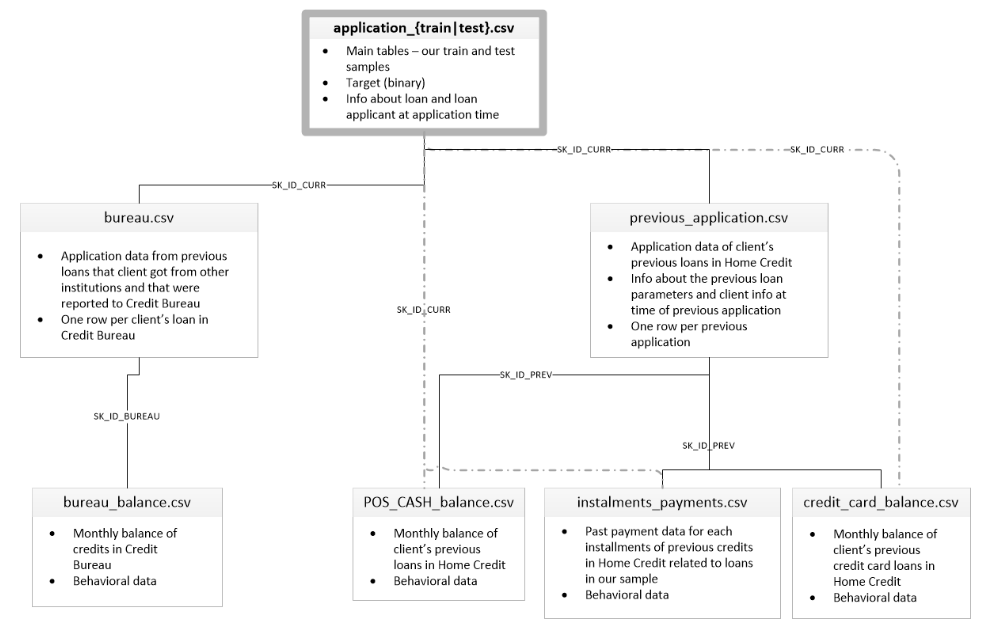 application_{train|test}.csv
• Main tables – our train and test
samples
• Target (binary)
• Info about loan and loan
applicant at application time
SK_ID_CURR
SK_ID_CURR
SK_ID_CURR
bureau.csv
• Application data from previous
loans that client got from other
institutions and that were
reported to Credit Bureau
• One row per client's loan in
Credit Bureau
previous_application.csv
• Application data of client's
previous loans in Home Credit
• Info about the previous loan
parameters and client info at
time of previous application
• One row per previous
application
SK_ID_CURR
SK_ID_PREV
SK_ID_BUREAU
SK_ID_PREV
bureau_balance.csv
• Monthly balance of
credits in Credit
Bureau
• Behavioral data
POS_CASH_balance.csv
• Monthly balance of
client's previous
loans in Home Credit
• Behavioral data
instalments_payments.csv
• Past payment data for each
installments of previous credits
in Home Credit related to loans
in our sample
• Behavioral data
credit_card_balance.csv
• Monthly balance of
client's previous
credit card loans in
Home Credit
• Behavioral data